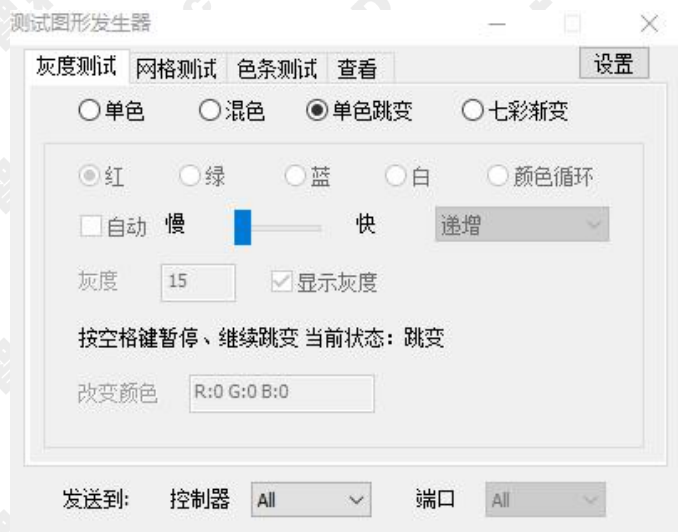 测试图形发生器
灰度测试 网格测试 色条测试 查看 设置
单色 混色 单色跳变 七彩渐变
红 绿 蓝 白 颜色循环
自动 慢 快 递增
灰度 15 显示灰度
按空格键暂停、继续跳变 当前状态：跳变
改变颜色 R:0 G:0 B:0
发送到: 控制器 All 端口 All